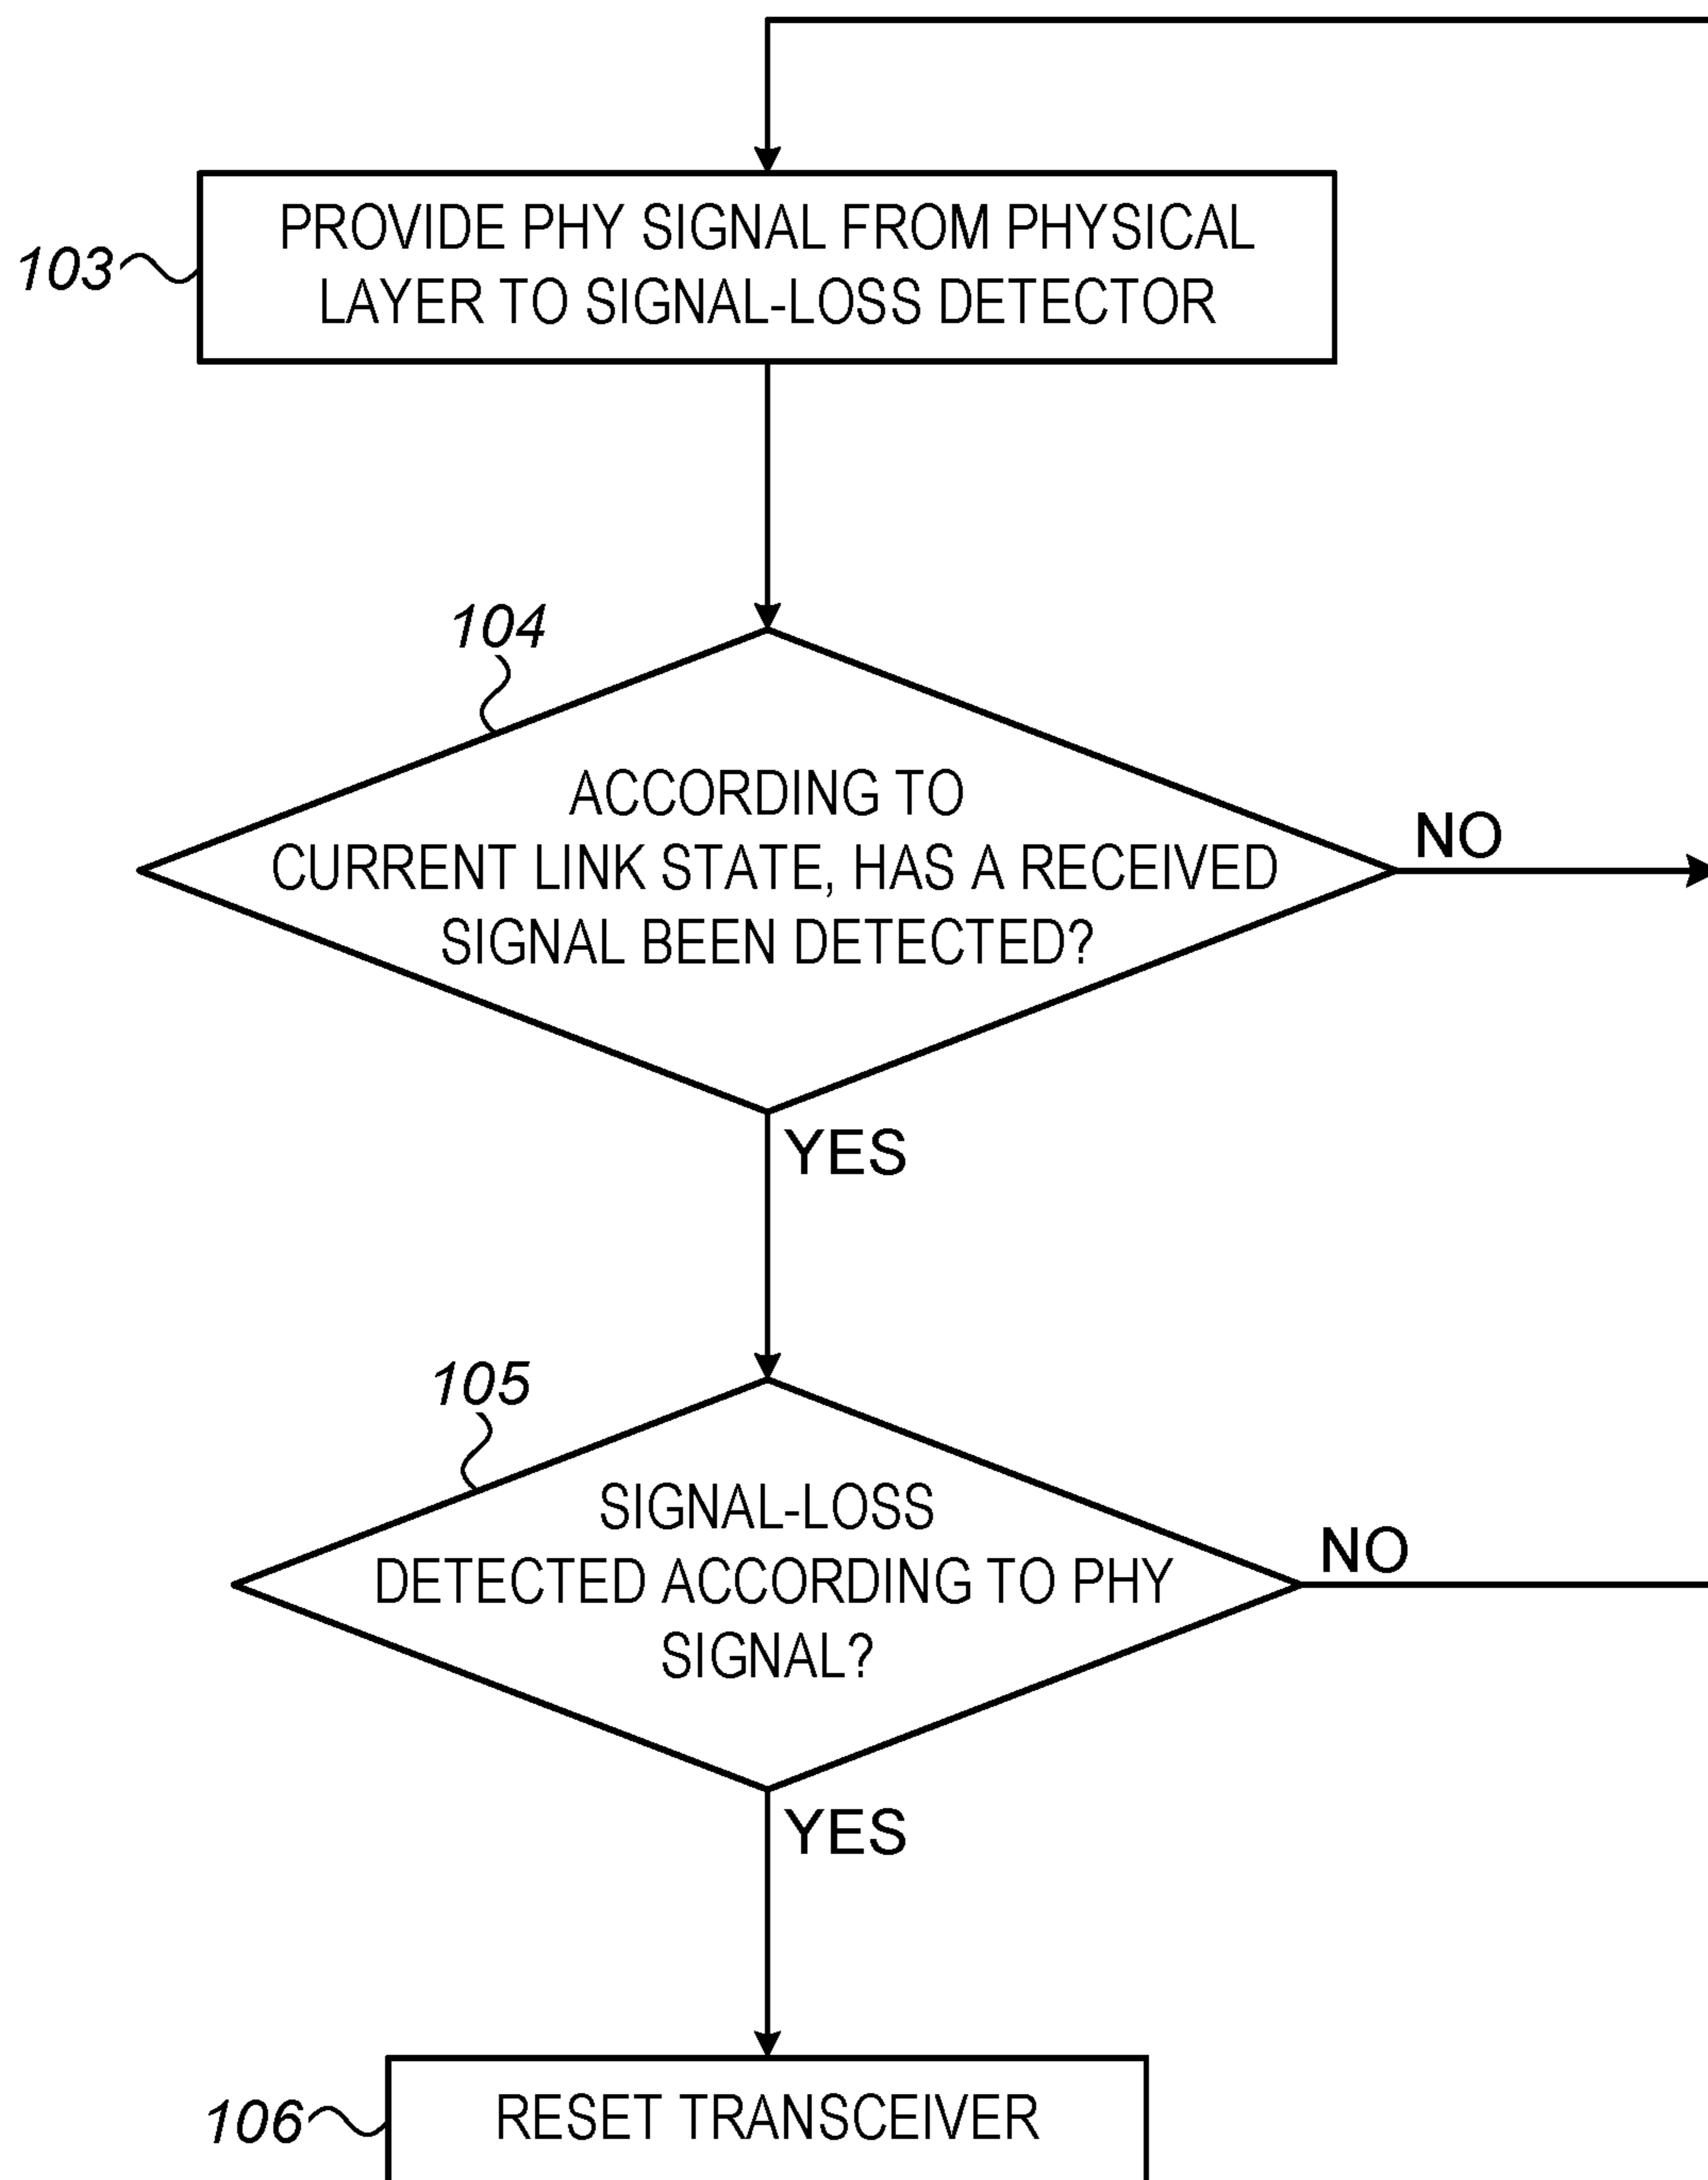 PROVIDE PHY SIGNAL FROM PHYSICAL
103 LAYER TO SIGNAL-LOSS DETECTOR
104
ACCORDING TO
CURRENT LINK STATE, HAS A RECEIVED
SIGNAL BEEN DETECTED?
NO
YES
105
SIGNAL-LOSS
DETECTED ACCORDING TO PHY
SIGNAL?
NO
YES
106 RESET TRANSCEIVER